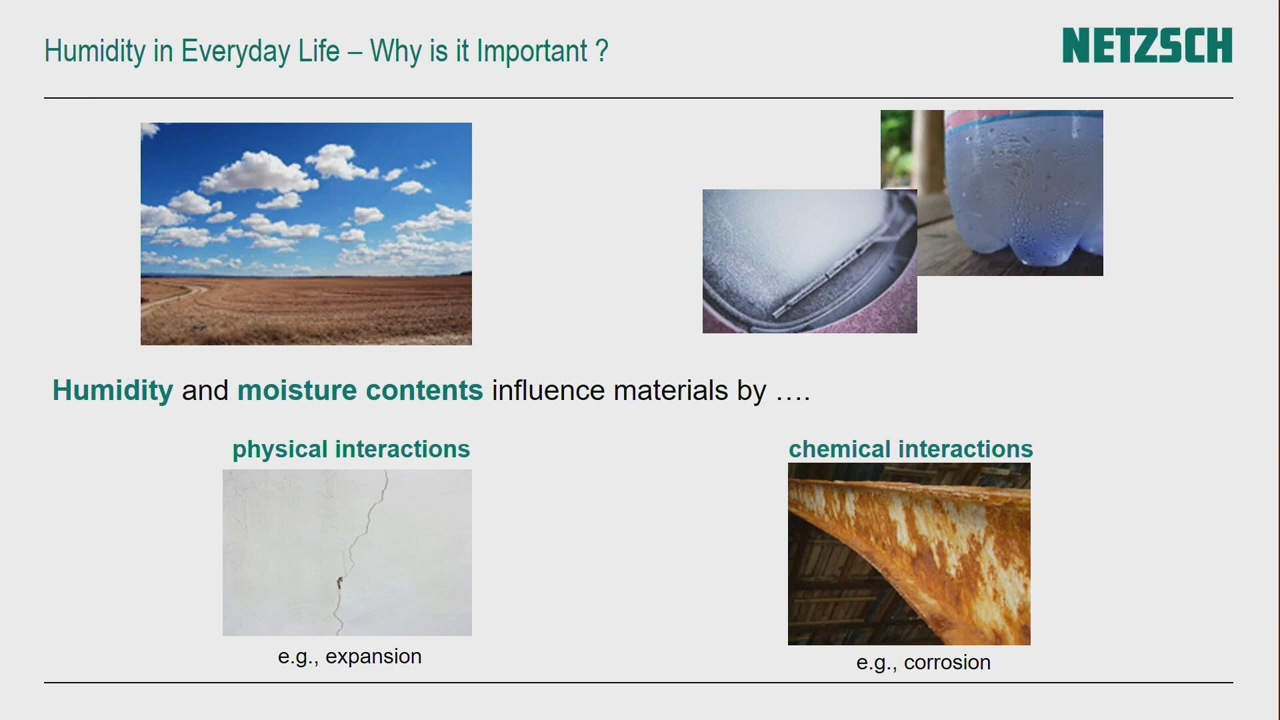 Humidity in Everyday Life – Why is it Important ?
NETZSCH
Humidity and moisture contents influence materials by ….
physical interactions
chemical interactions
e.g., expansion
e.g., corrosion